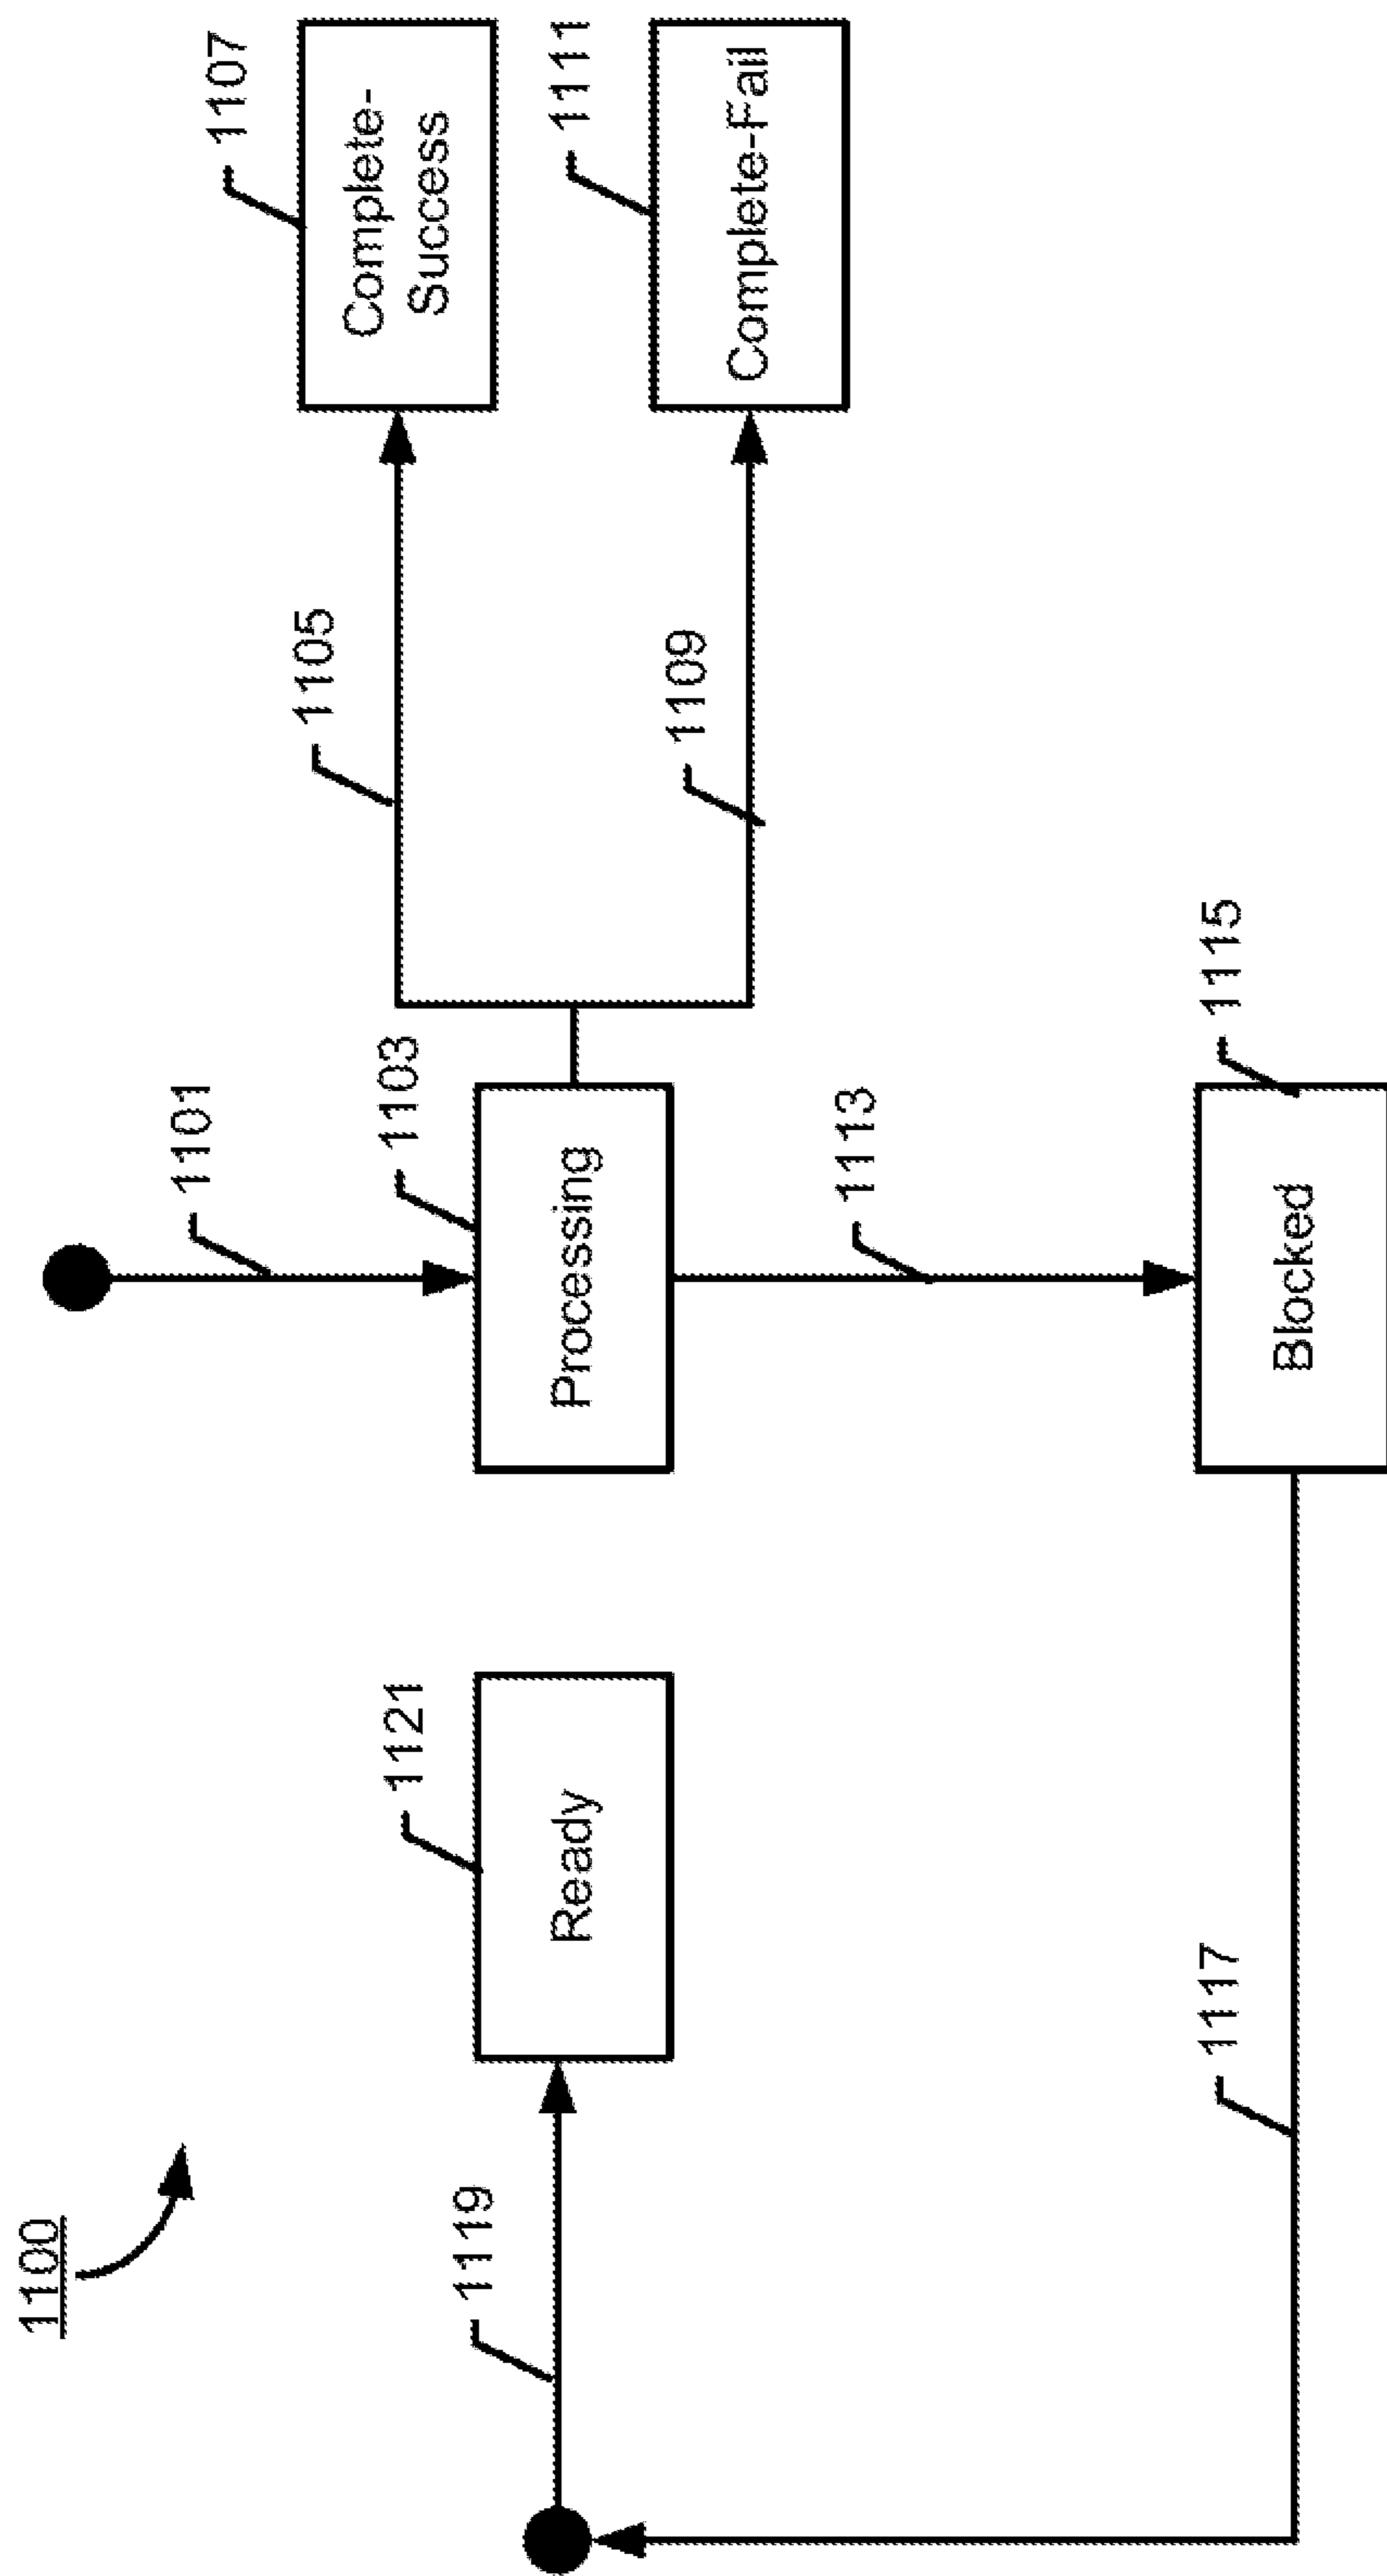 1100
1101
1107
1105
Complete-
Success
1121
1103
1119
1111
Ready
Processing
1109
Complete-Fail
1113
1117
1115
Blocked